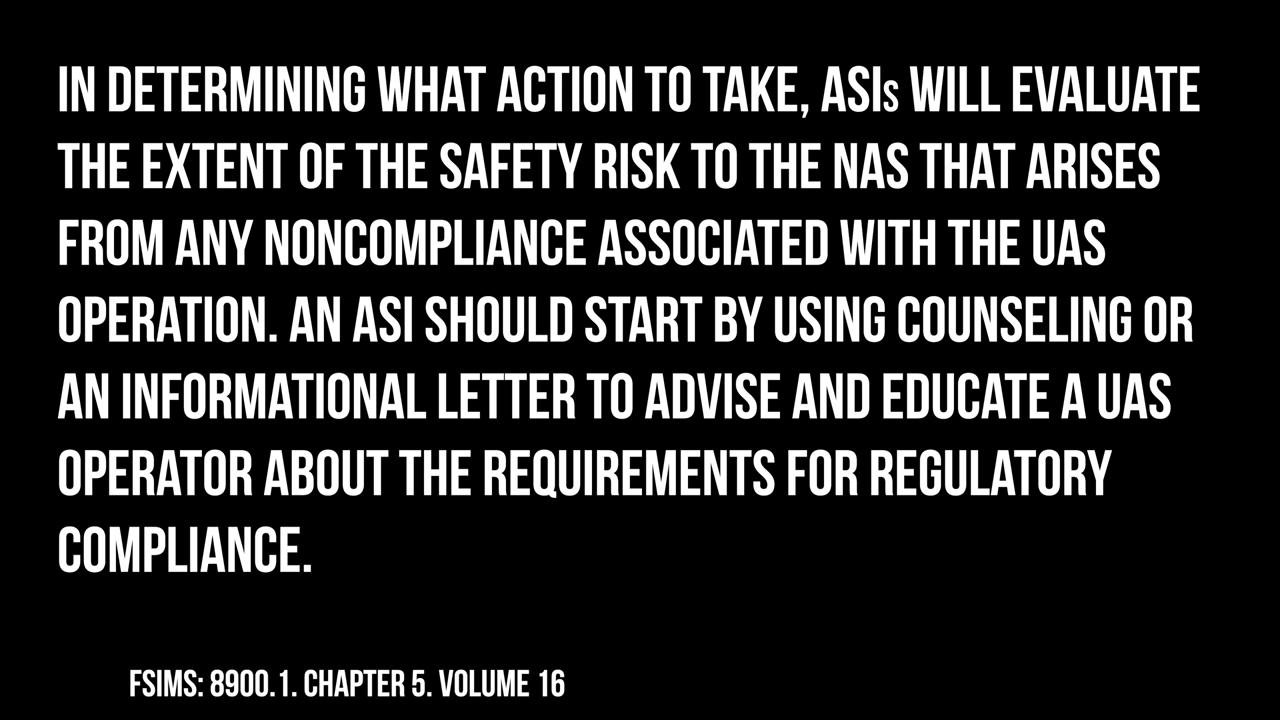 IN DETERMINING WHAT ACTION TO TAKE, ASIs WILL EVALUATE
THE EXTENT OF THE SAFETY RISK TO THE NAS THAT ARISES
FROM ANY NONCOMPLIANCE ASSOCIATED WITH THE UAS
OPERATION. AN ASI SHOULD START BY USING COUNSELING OR
AN INFORMATIONAL LETTER TO ADVISE AND EDUCATE A UAS
OPERATOR ABOUT THE REQUIREMENTS FOR REGULATORY
COMPLIANCE.
FSIMS: 8900.1. CHAPTER 5. VOLUME 16